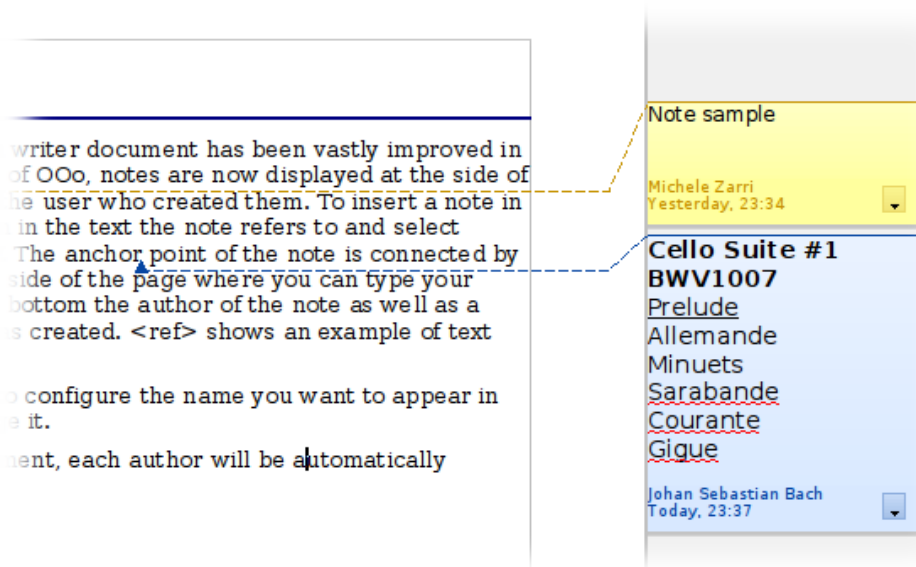 writer document has been vastly improved in
of OOo, notes are now displayed at the side of
he user who created them. To insert a note in
in the text the note refers to and select
The anchor point of the note is connected by
side of the page where you can type your
bottom the author of the note as well as a
s created. <ref> shows an example of text
configure the name you want to appear in
e it.
ment, each author will be automatically
Note sample
Michele Zarri
Yesterday, 23:34
Cello Suite #1
BWV1007
Prelude
Allemande
Minuets
Sarabande
Courante
Gigue
Johan Sebastian Bach
Today, 23:37